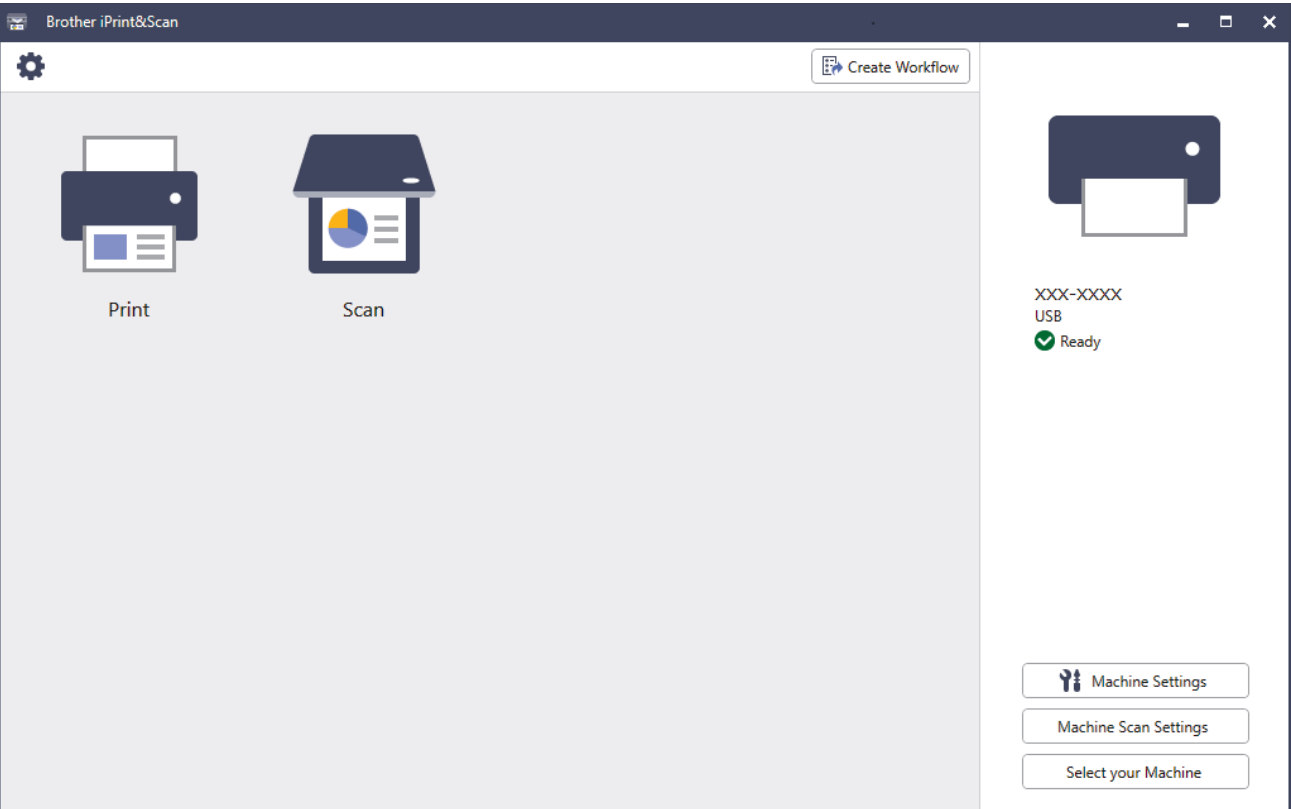 Brother iPrint&Scan
Create Workflow
Print
Scan
XXX-XXXX
USB
Ready
Machine Settings
Machine Scan Settings
Select your Machine